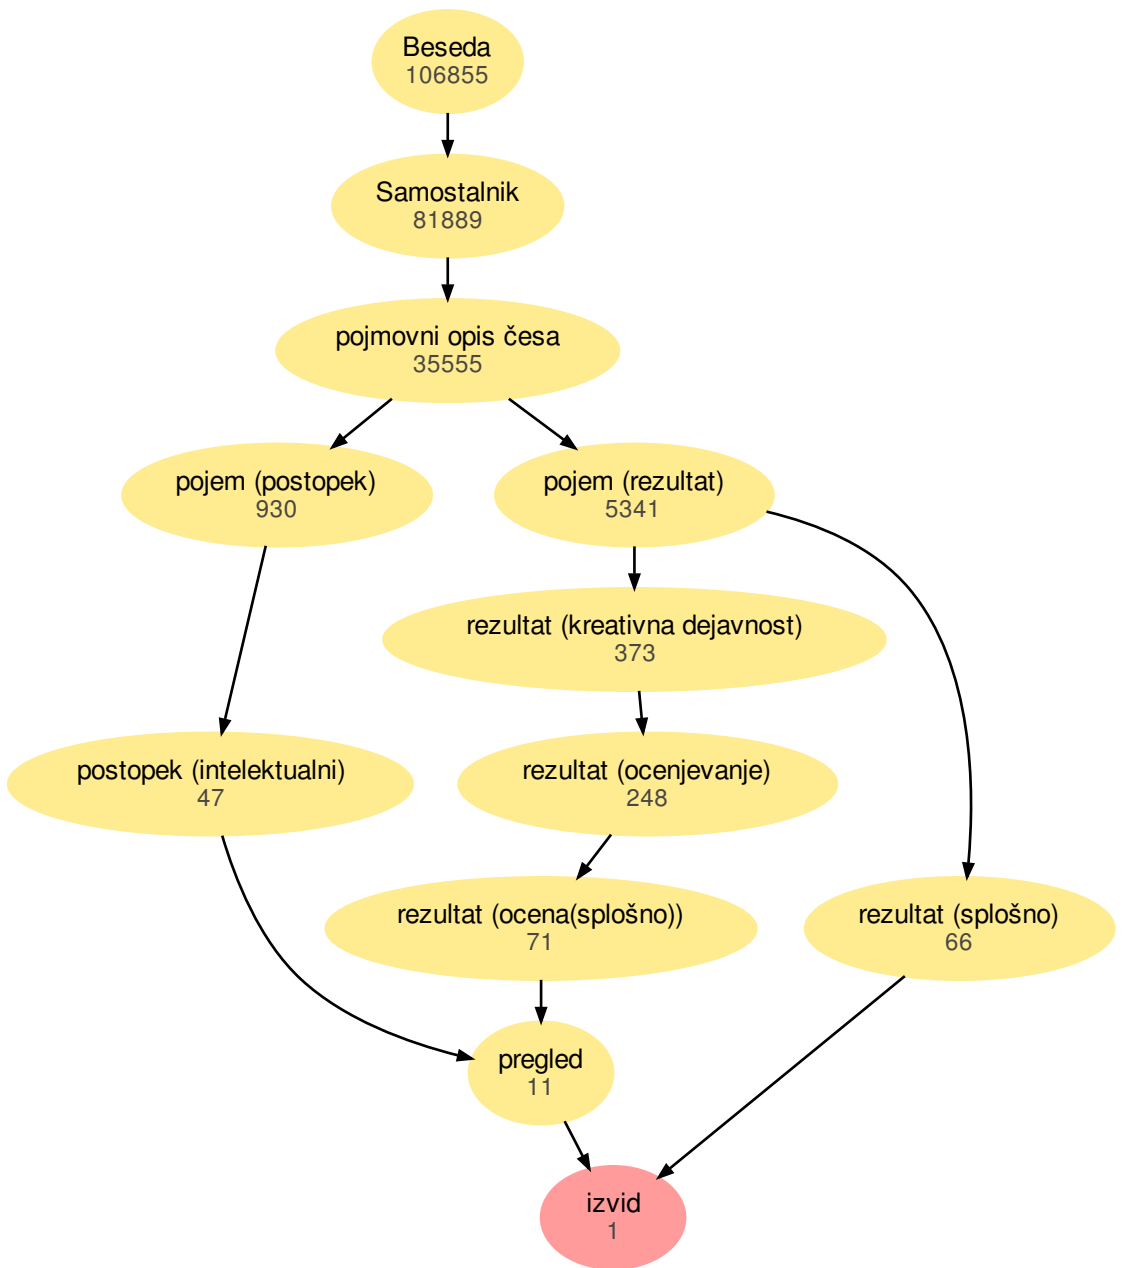 Beseda
106855
Samostalnik
81889
pojmovni opis česa
35555
pojem (postopek)
930
pojem (rezultat)
5341
rezultat (kreativna dejavnost)
373
postopek (intelektualni)
47
rezultat (ocenjevanje)
248
rezultat (ocena(splošno))
71
rezultat (splošno)
66
pregled
11
izvid
1